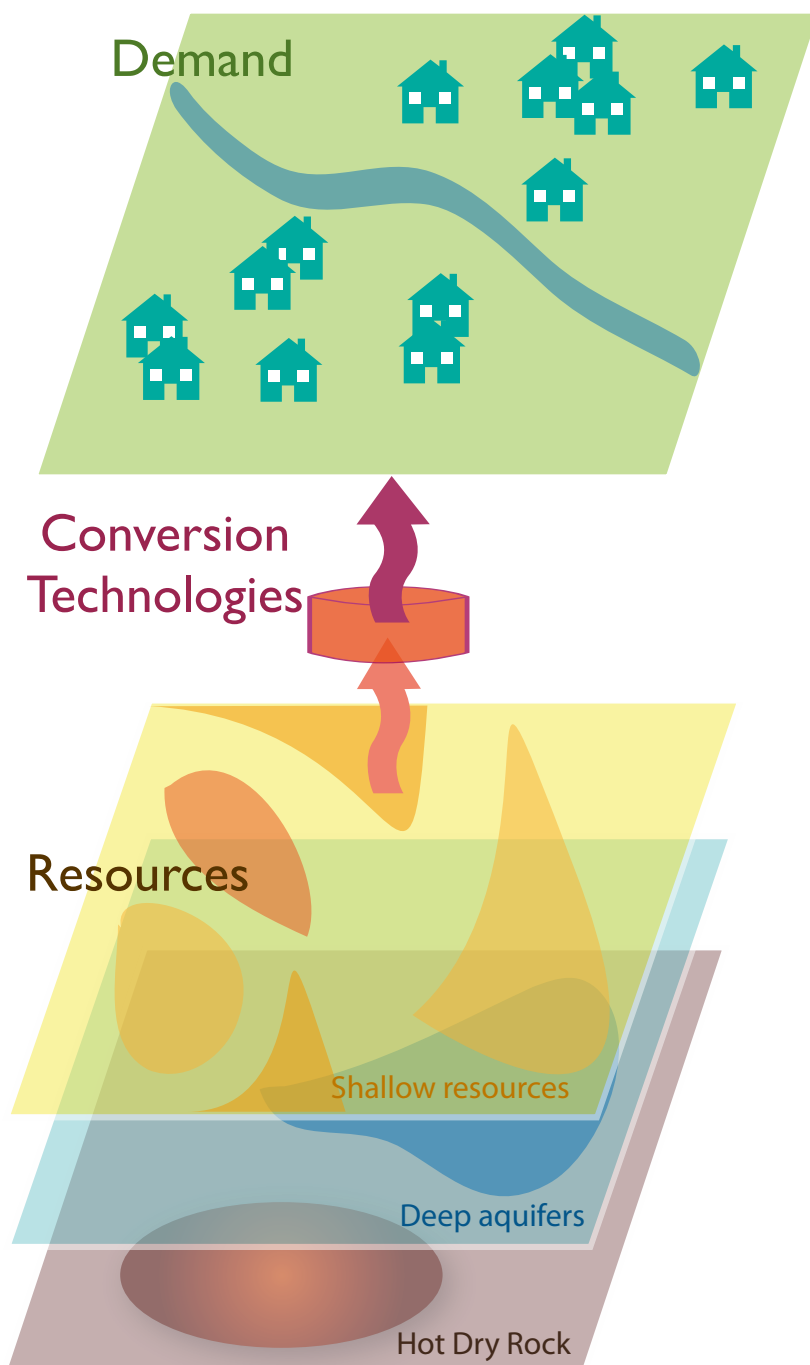 Demand
Conversion
Technologies
Resources
Shallow resources
Deep aquifers
Hot Dry Rock